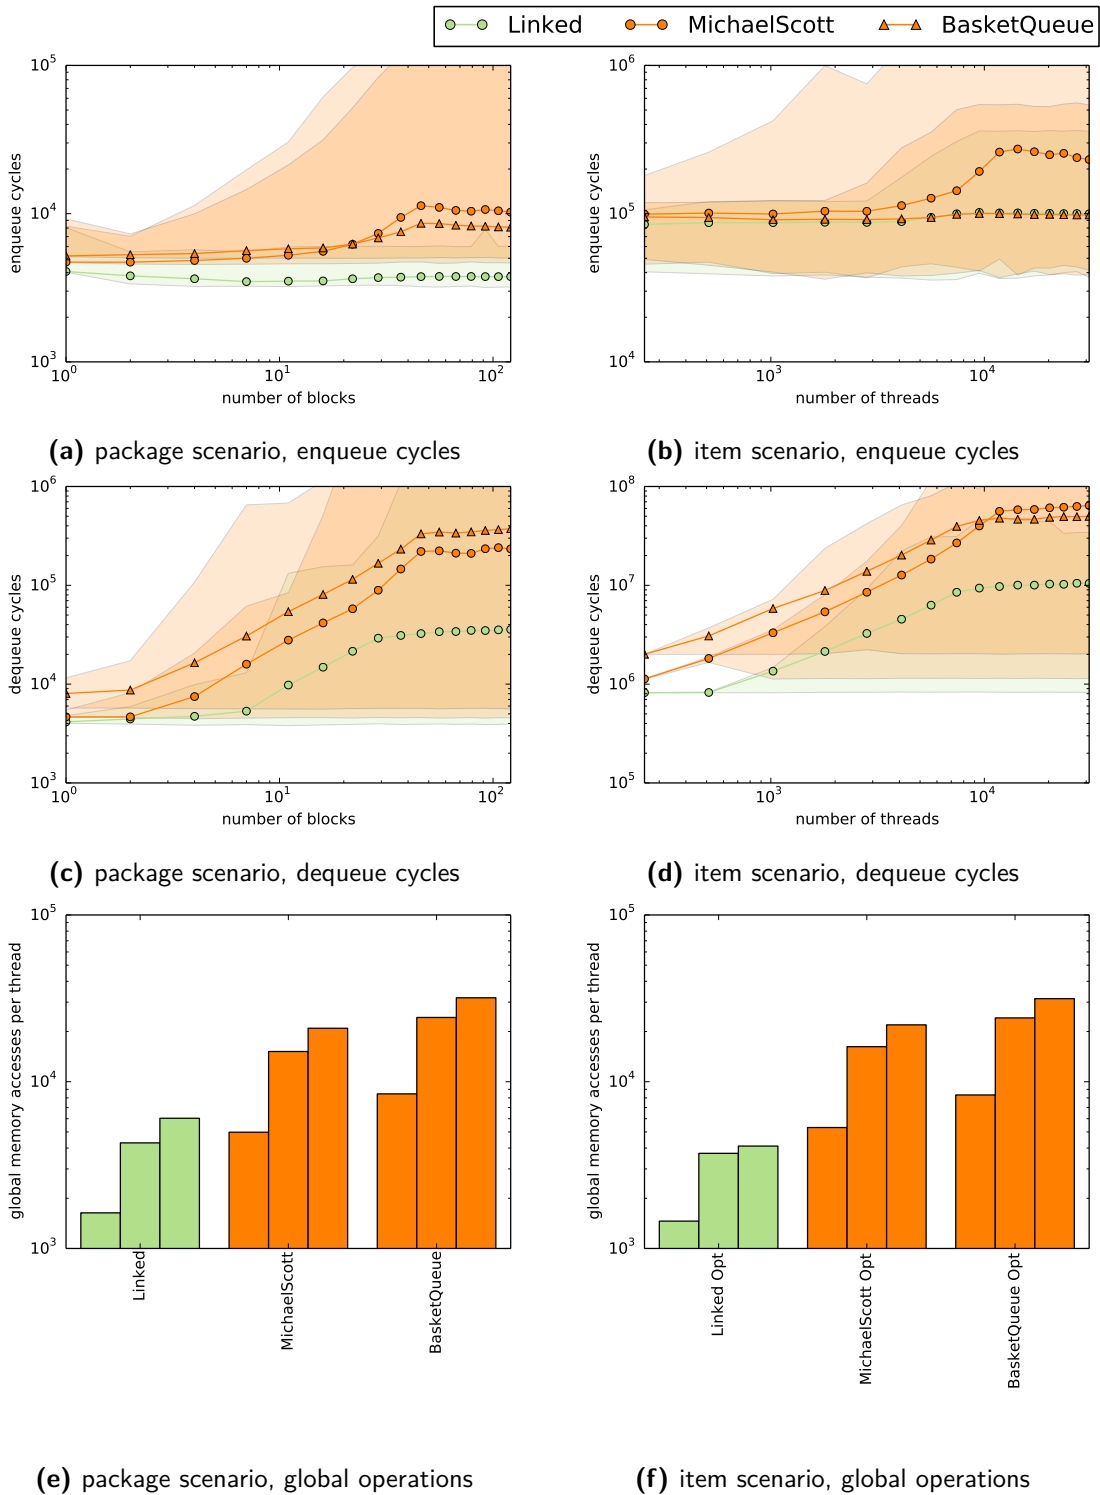 Linked MichaelScott BasketQueue
10^5
10^4
10^3
enqueue cycles
10^0 10^1 10^2
number of blocks
(a) package scenario, enqueue cycles
10^6
10^5
10^4
enqueue cycles
10^3 10^4
number of threads
(b) item scenario, enqueue cycles
10^6
10^5
10^4
10^3
dequeue cycles
10^0 10^1 10^2
number of blocks
(c) package scenario, dequeue cycles
10^8
10^7
10^6
10^5
dequeue cycles
10^3 10^4
number of threads
(d) item scenario, dequeue cycles
10^5
10^4
10^3
global memory accesses per thread
Linked
MichaelScott
BasketQueue
(e) package scenario, global operations
10^5
10^4
10^3
global memory accesses per thread
Linked Opt
MichaelScott Opt
BasketQueue Opt
(f) item scenario, global operations